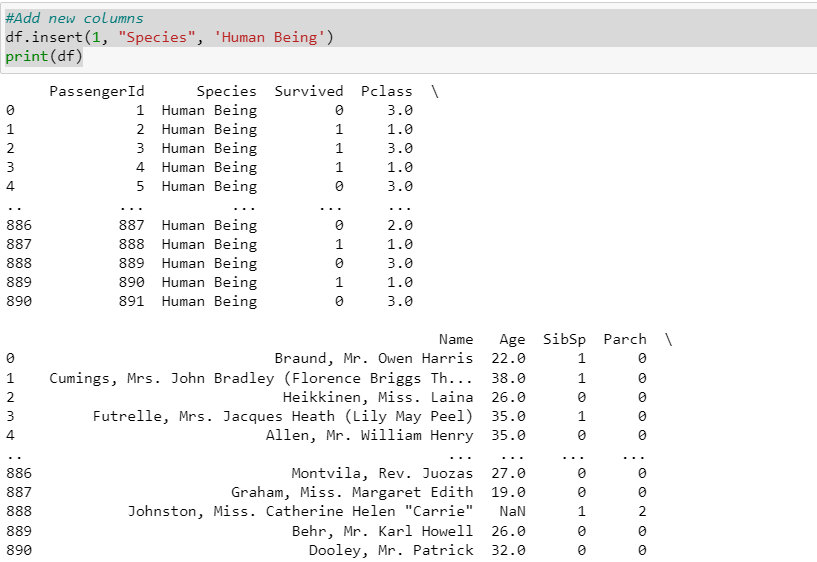 #Add new columns
df.insert(1, "Species", 'Human Being')
print(df)
     PassengerId      Species  Survived  Pclass  \
0              1  Human Being         0     3.0
1              2  Human Being         1     1.0
2              3  Human Being         1     3.0
3              4  Human Being         1     1.0
4              5  Human Being         0     3.0
..           ...          ...       ...     ...
886          887  Human Being         0     2.0
887          888  Human Being         1     1.0
888          889  Human Being         0     3.0
889          890  Human Being         1     1.0
890          891  Human Being         0     3.0
                                                  Name   Age  SibSp  Parch  \
0                              Braund, Mr. Owen Harris  22.0      1      0
1    Cumings, Mrs. John Bradley (Florence Briggs Th...  38.0      1      0
2                               Heikkinen, Miss. Laina  26.0      0      0
3         Futrelle, Mrs. Jacques Heath (Lily May Peel)  35.0      1      0
4                             Allen, Mr. William Henry  35.0      0      0
..                                                 ...   ...    ...    ...
886                              Montvila, Rev. Juozas  27.0      0      0
887                       Graham, Miss. Margaret Edith  19.0      0      0
888           Johnston, Miss. Catherine Helen "Carrie"   NaN      1      2
889                              Behr, Mr. Karl Howell  26.0      0      0
890                                Dooley, Mr. Patrick  32.0      0      0